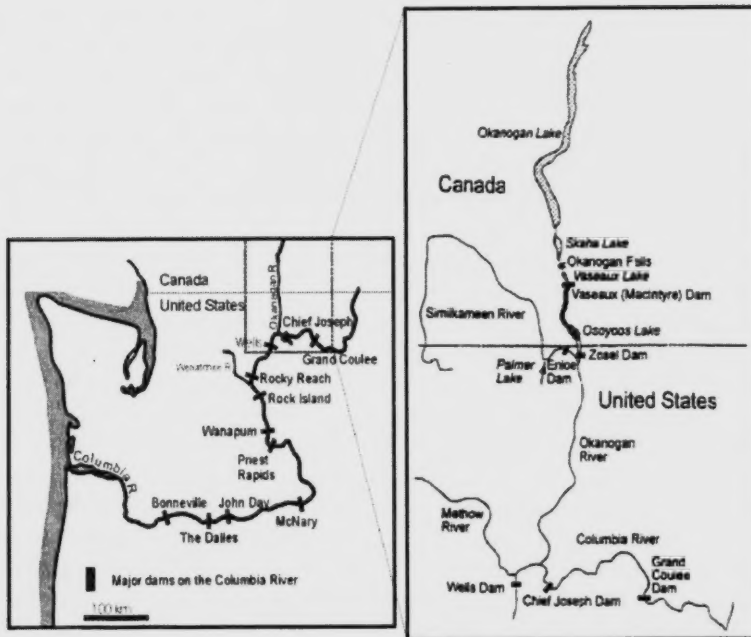 Canada
United States
Okanogan R.
Chief Joseph
Wells
Grand Coulee
Wenatchee R.
Rocky Reach
Rock Island
Wanapum
Priest
Rapids
Columbia R.
Bonneville
John Day
McNary
The Dalles
Major dams on the Columbia River
100 km
Okanogan Lake
Canada
Skaha Lake
Okanogan Falls
Vaseaux Lake
Vaseaux (MacIntyre) Dam
Similkameen River
Osoyoos Lake
Zosel Dam
Palmer
Lake
Enloe
Dam
United States
Okanogan
River
Methow
River
Columbia River
Grand
Coulee
Dam
Wells Dam
Chief Joseph Dam